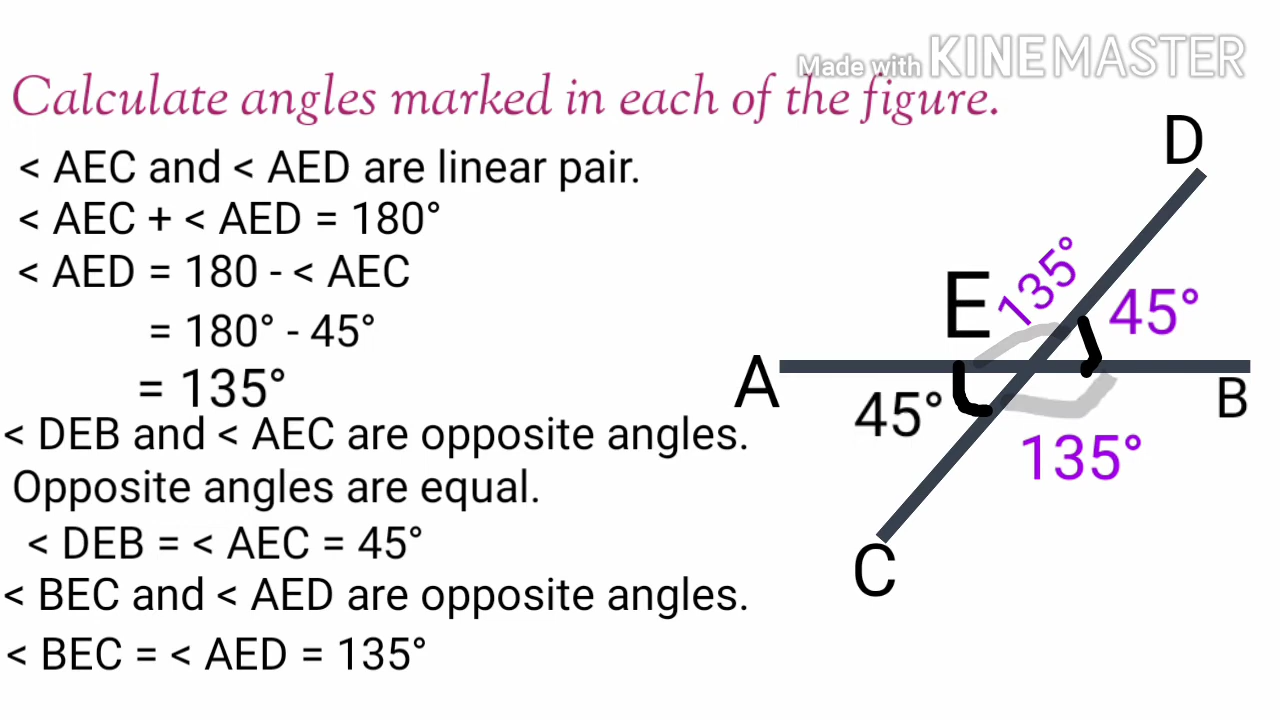 Made with KINEMASTER
Calculate angles marked in each of the figure.
< AEC and < AED are linear pair.
< AEC + < AED = 180°
< AED = 180 - < AEC
= 180° - 45°
= 135°
< DEB and < AEC are opposite angles.
Opposite angles are equal.
< DEB = < AEC = 45°
< BEC and < AED are opposite angles.
< BEC = < AED = 135°
D
135°
E
45°
A
B
45°
135°
C